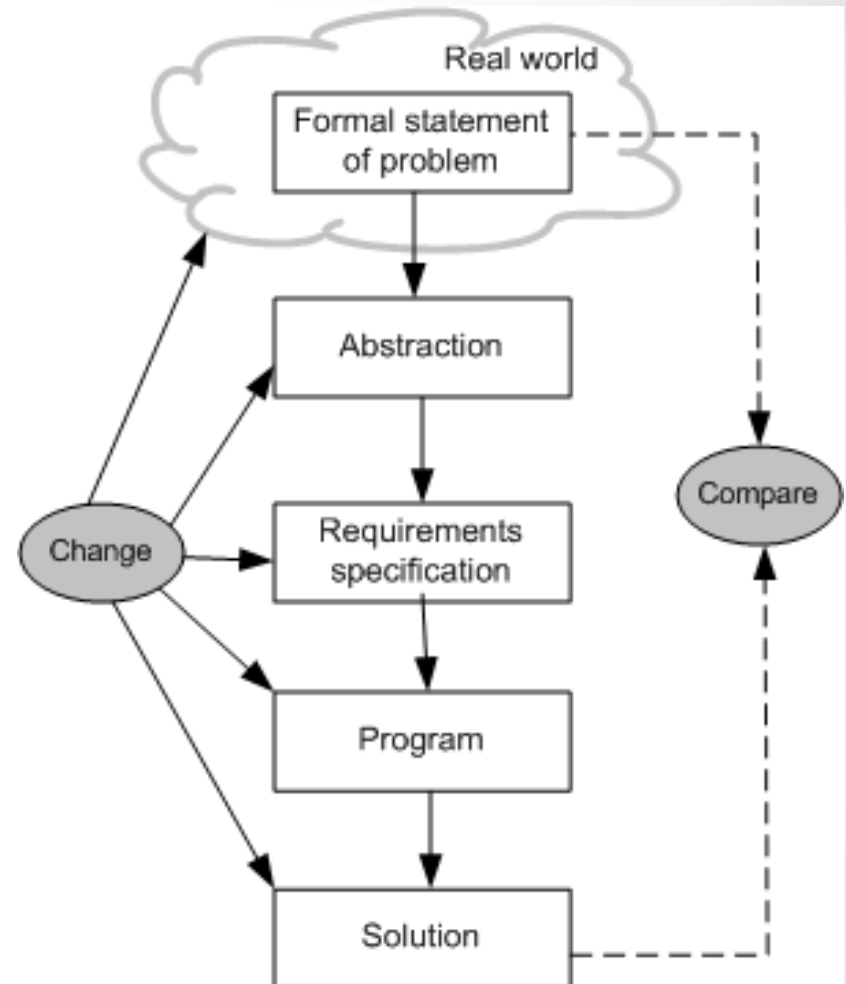 Real world
Formal statement
of problem
Abstraction
Compare
Requirements
specification
Change
Program
Solution